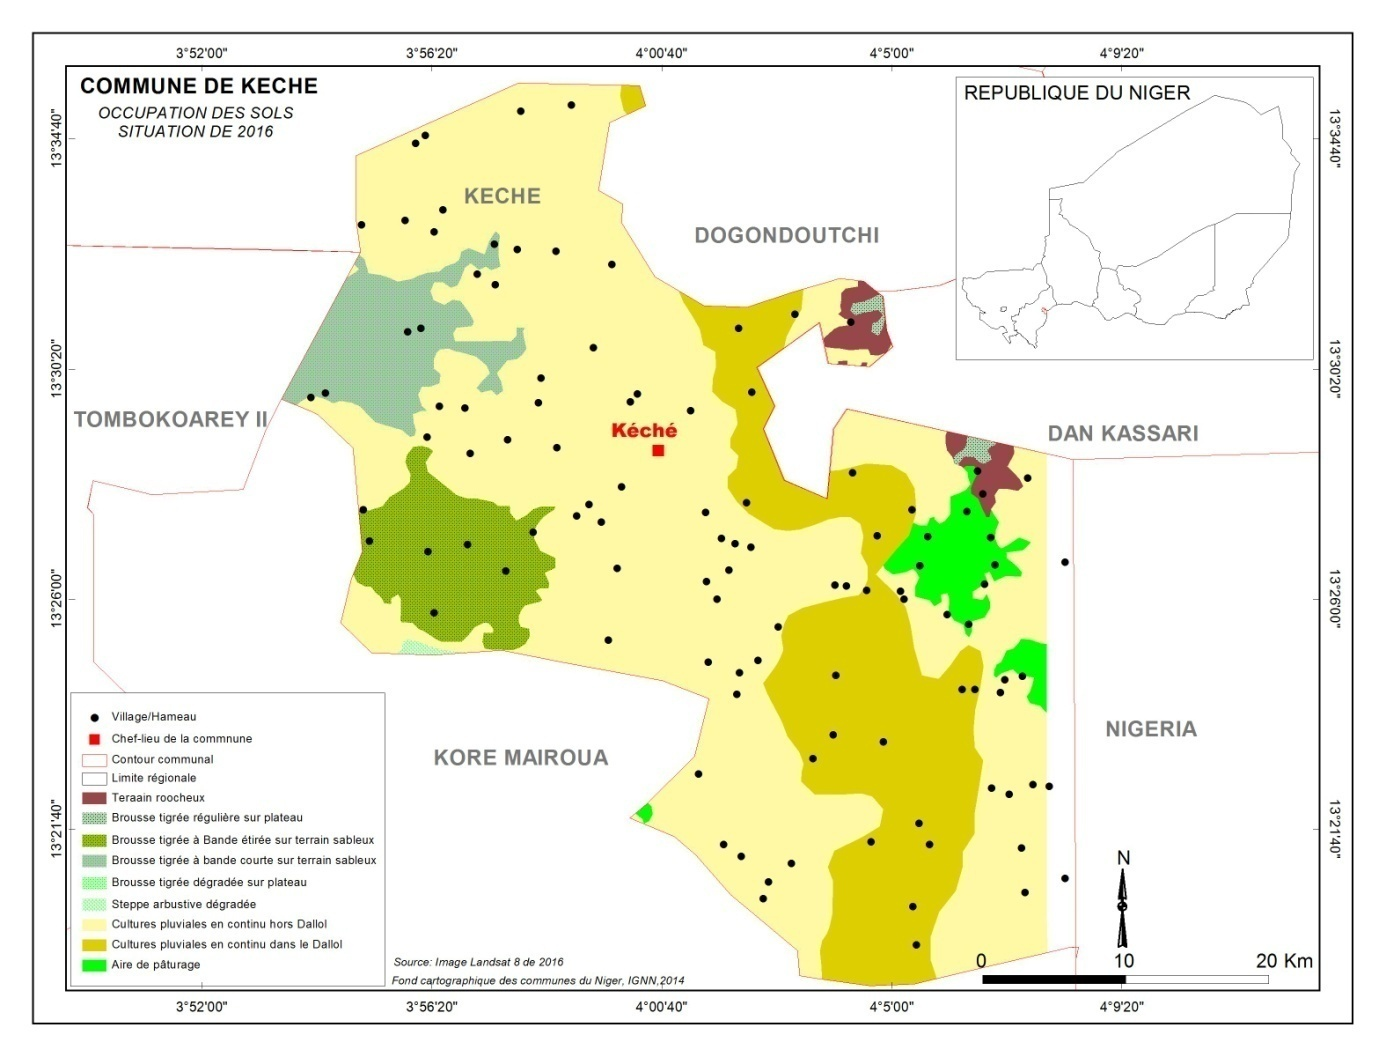 3°52'00" 3°56'20" 4°00'40" 4°5'00" 4°9'20"
COMMUNE DE KECHE
OCCUPATION DES SOLS
SITUATION DE 2016
REPUBLIQUE DU NIGER
13°34'40" 13°34'40"
KECHE
DOGONDOUTCHI
13°30'20" 13°30'20"
TOMBOKOAREY II
Kéché
DAN KASSARI
13°26'00" 13°26'00"
KORE MAIROUA
NIGERIA
Village/Hameau
Chef-lieu de la commnune
Contour communal
Limite régionale
Teraain roocheux
Brousse tigrée régulière sur plateau
Brousse tigrée à Bande étirée sur terrain sableux
Brousse tigrée à bande courte sur terrain sableux
Brousse tigrée dégradée sur plateau
Steppe arbustive dégradée
Cultures pluviales en continu hors Dallol
Cultures pluviales en continu dans le Dallol
Aire de pâturage
13°21'40" 13°21'40"
N
0 10 20 Km
Source: Image Landsat 8 de 2016
Fond cartographique des communes du Niger, IGNN,2014
3°52'00" 3°56'20" 4°00'40" 4°5'00" 4°9'20"